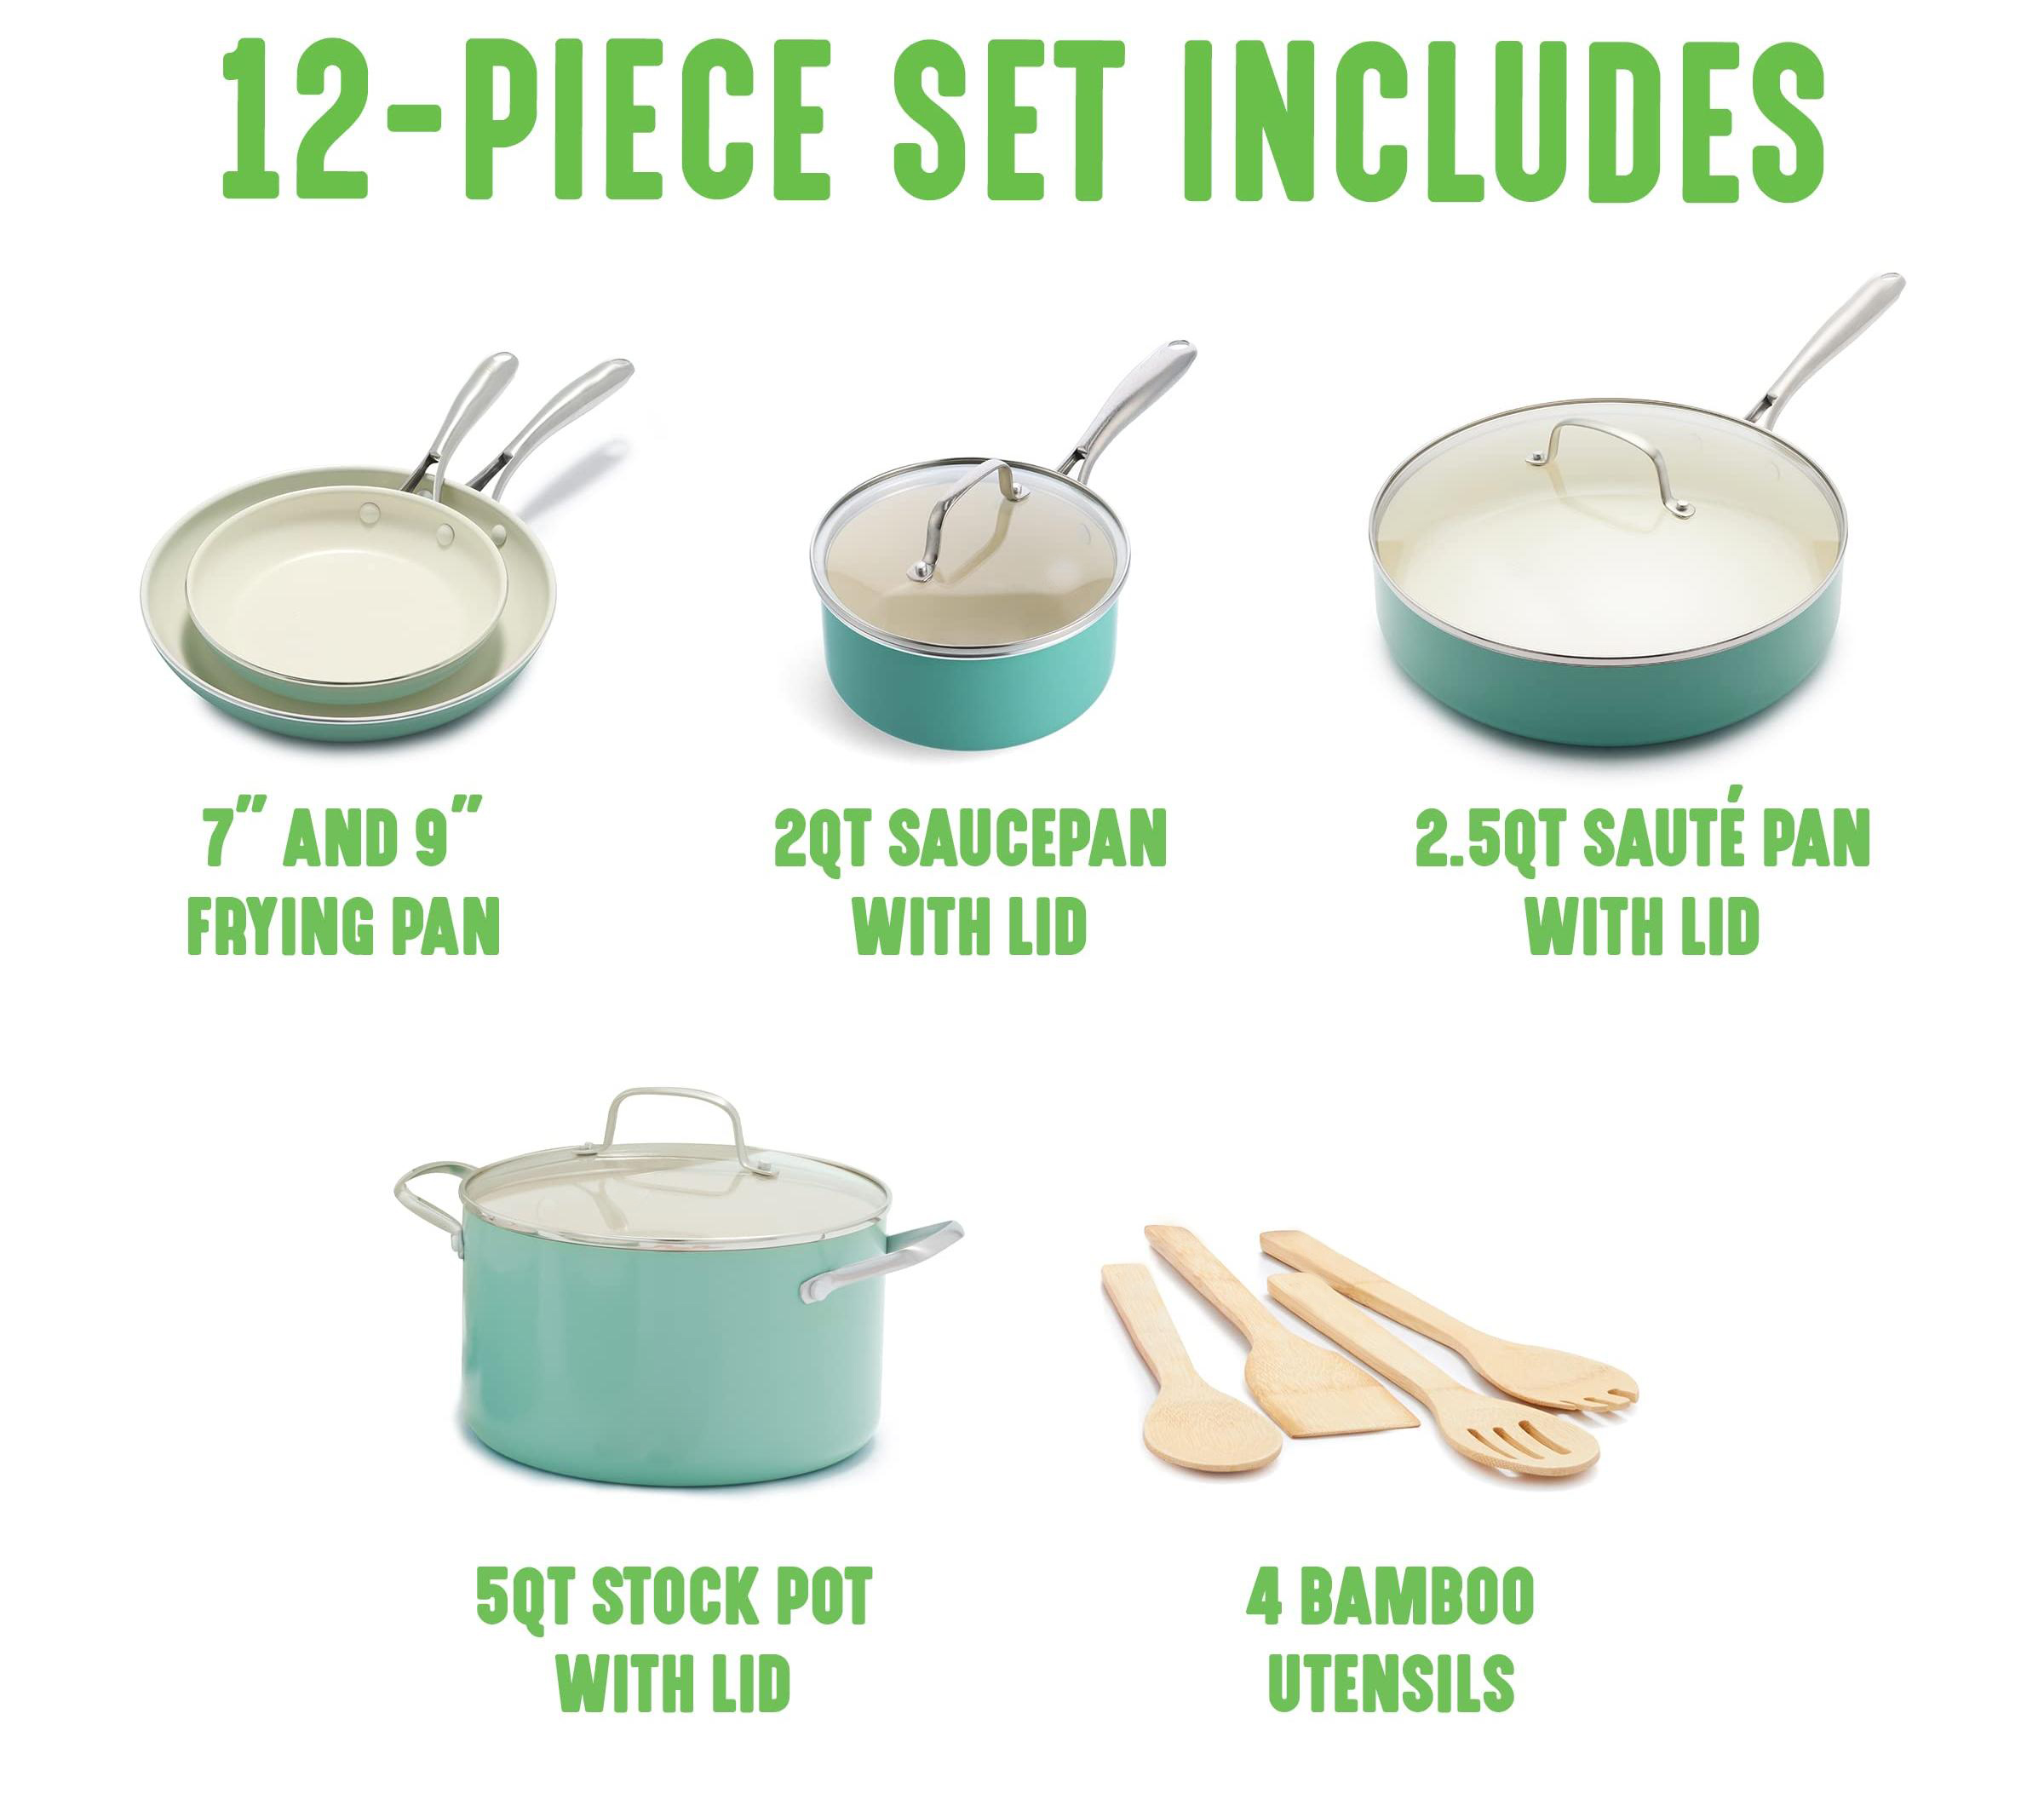 12-PIECE SET INCLUDES
7" AND 9"
FRYING PAN
2QT SAUCEPAN
WITH LID
2.5QT SAUTÉ PAN
WITH LID
5QT STOCK POT
WITH LID
4 BAMBOO
UTENSILS